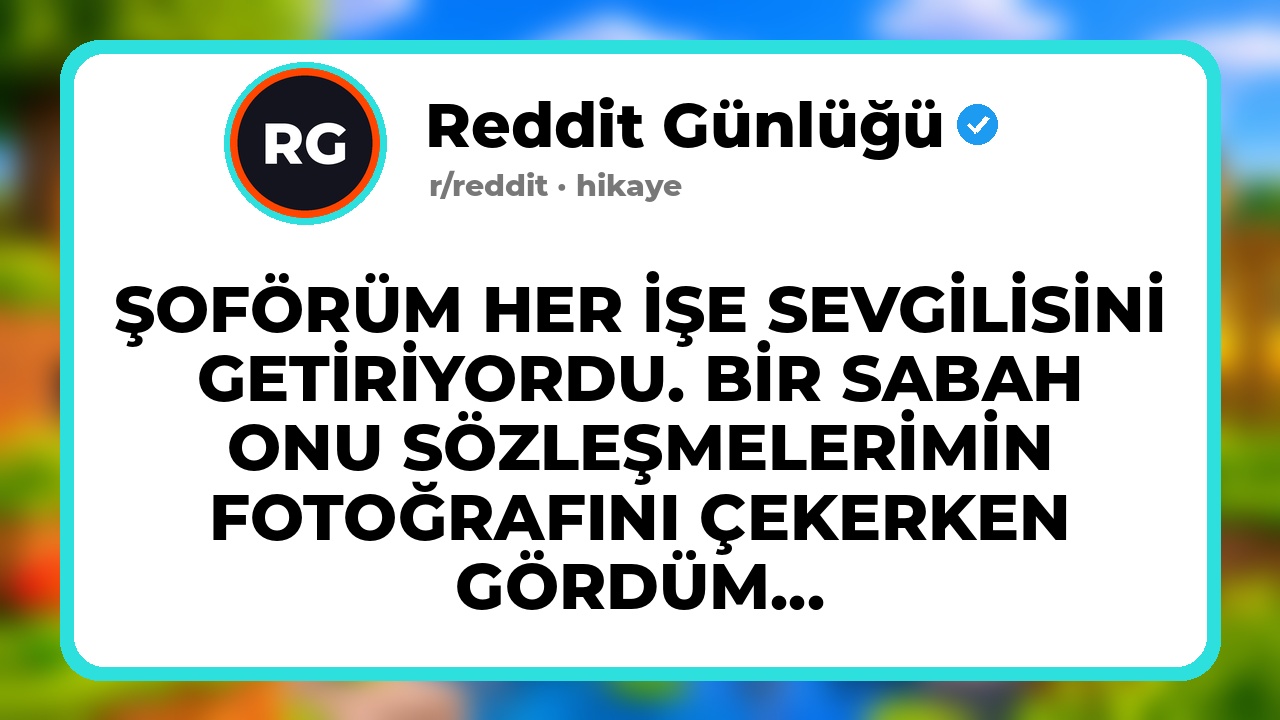 RG
Reddit Günlüğü
r/reddit • hikaye
ŞOFÖRÜM HER İŞE SEVGİLİSİNİ
GETİRİYORDU. BİR SABAH
ONU SÖZLEŞMELERİMİN
FOTOĞRAFINI ÇEKERKEN
GÖRDÜM...